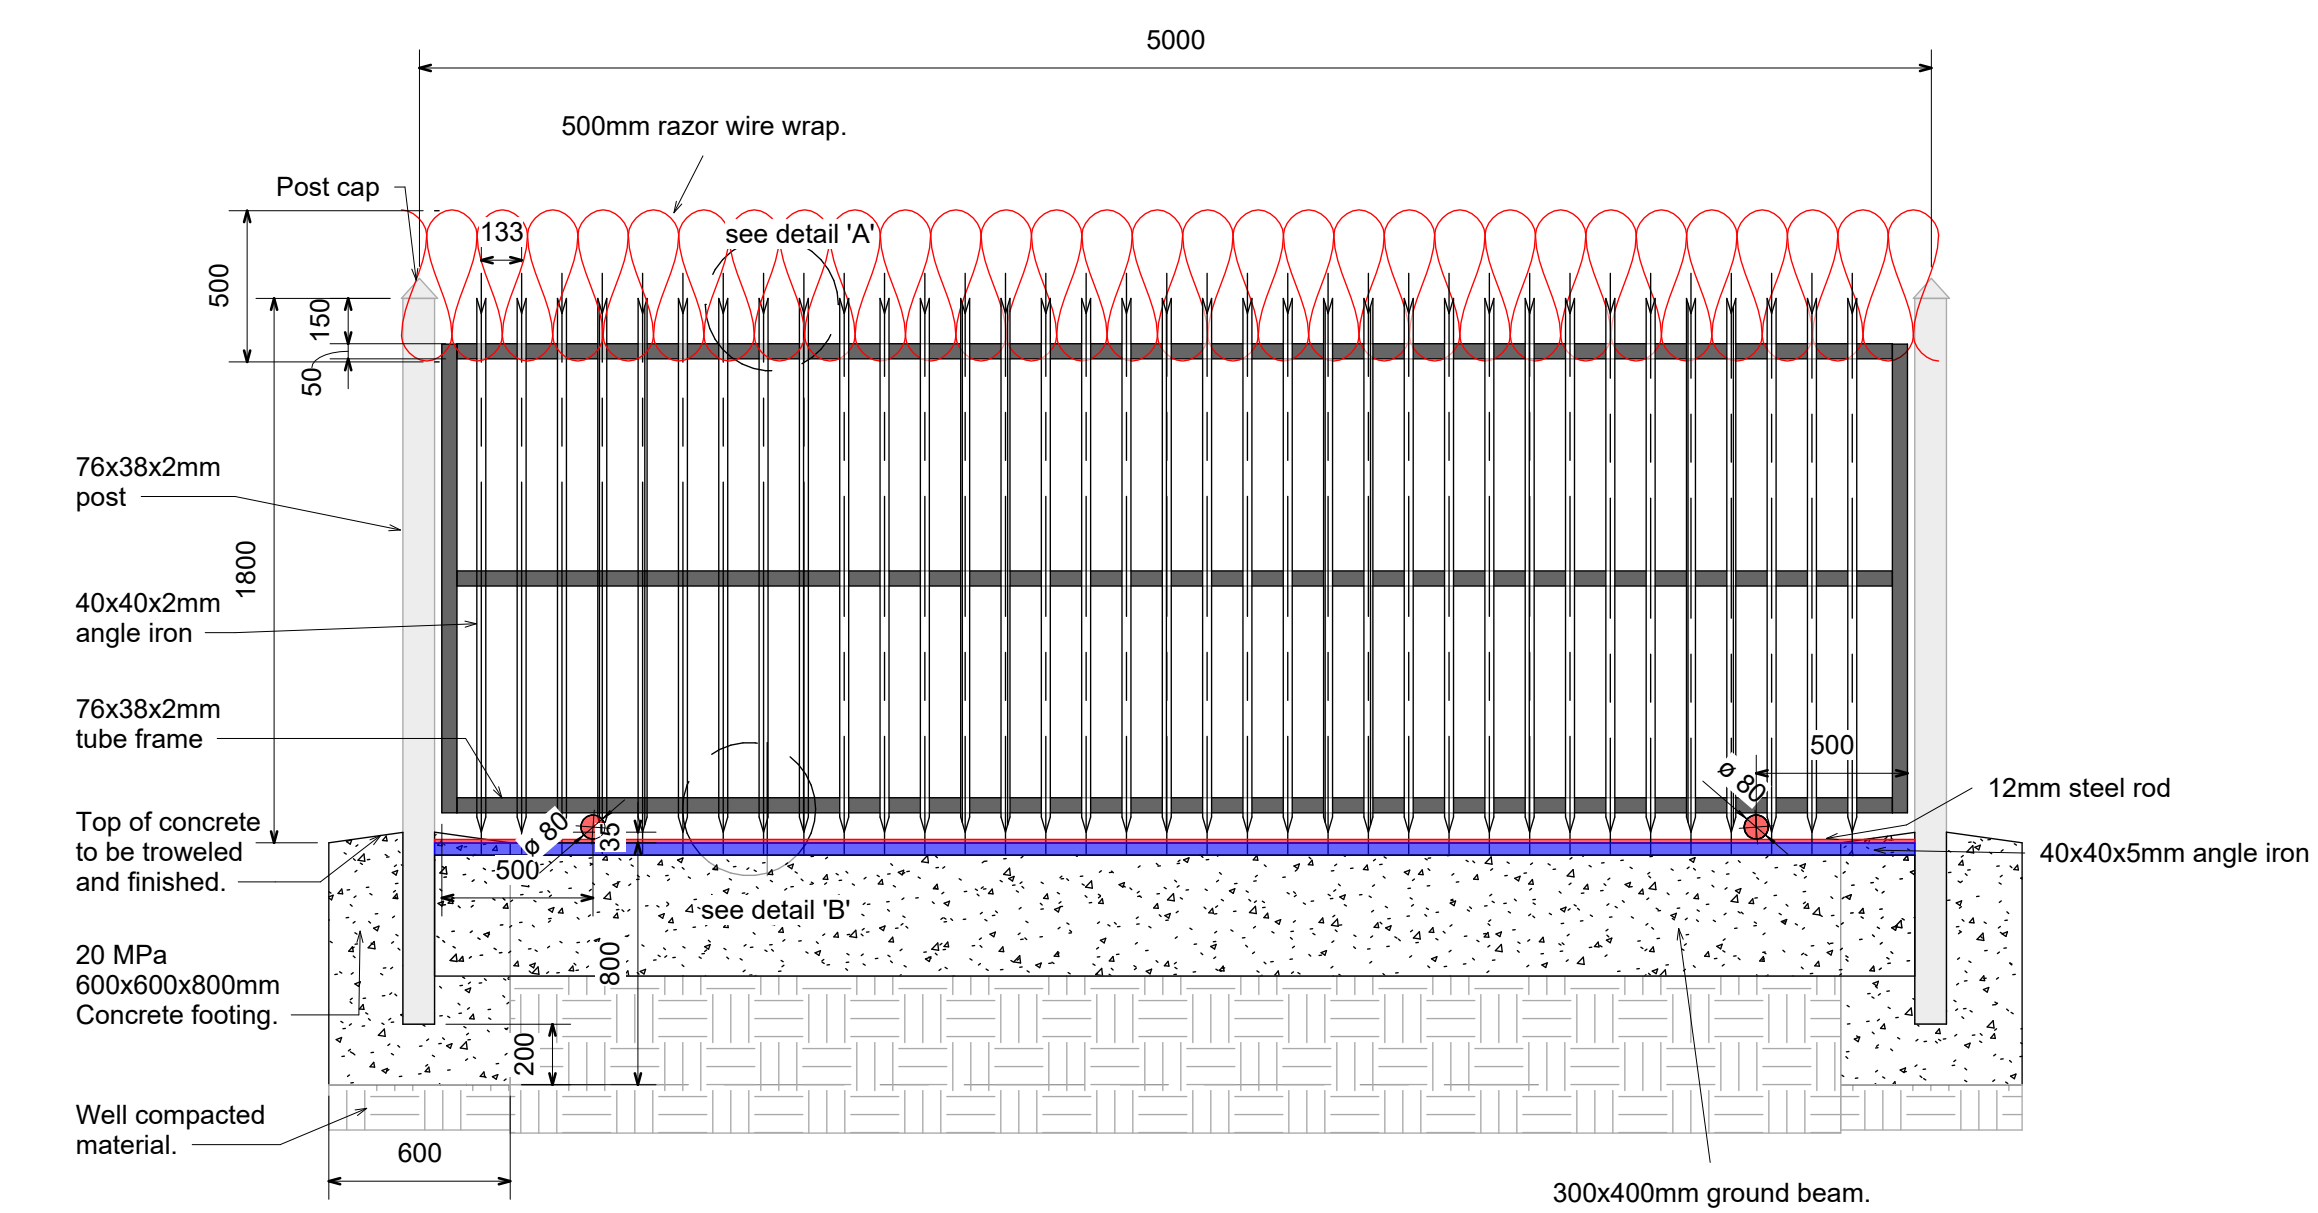 5000
500mm razor wire wrap.
Post cap
133
see detail 'A'
500
150
50
76x38x2mm
post
1800
40x40x2mm
angle iron
76x38x2mm
tube frame
500
ø 80
12mm steel rod
Top of concrete
to be troweled
and finished.
ø 80
35
40x40x5mm angle iron
500
see detail 'B'
20 MPa
600x600x800mm
Concrete footing.
800
200
Well compacted
material.
600
300x400mm ground beam.